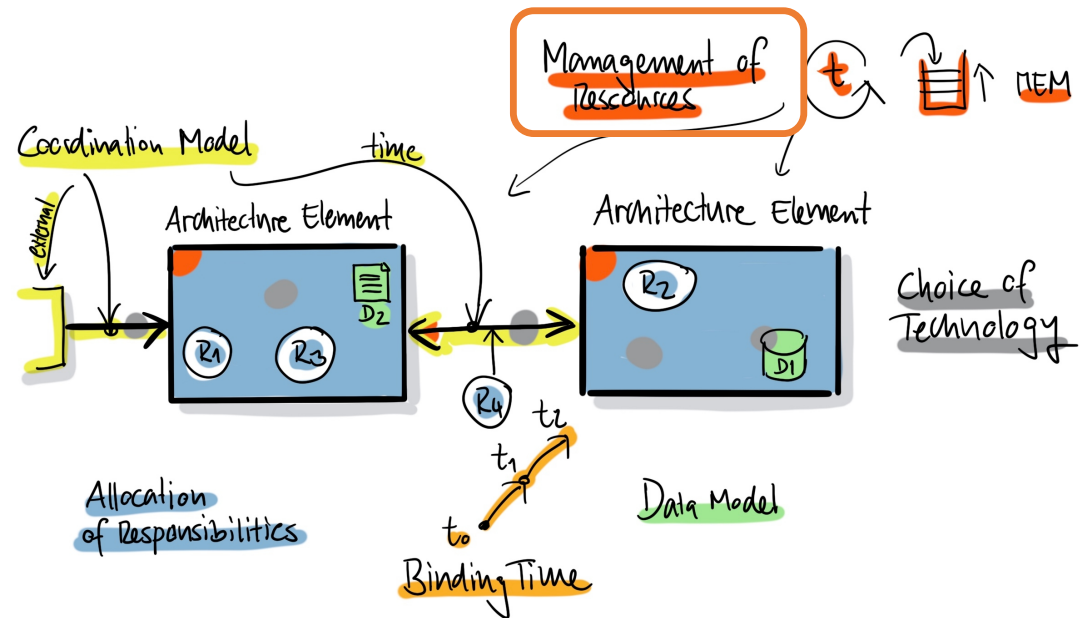 Management of
Ressources
t
MEM
Coordination Model
time
external
Architecture Element
Architecture Element
R1
R3
D2
R2
D1
R4
Choice of
Technology
t2
t1
t0
Allocation
of Responsibilities
Data Model
Binding Time